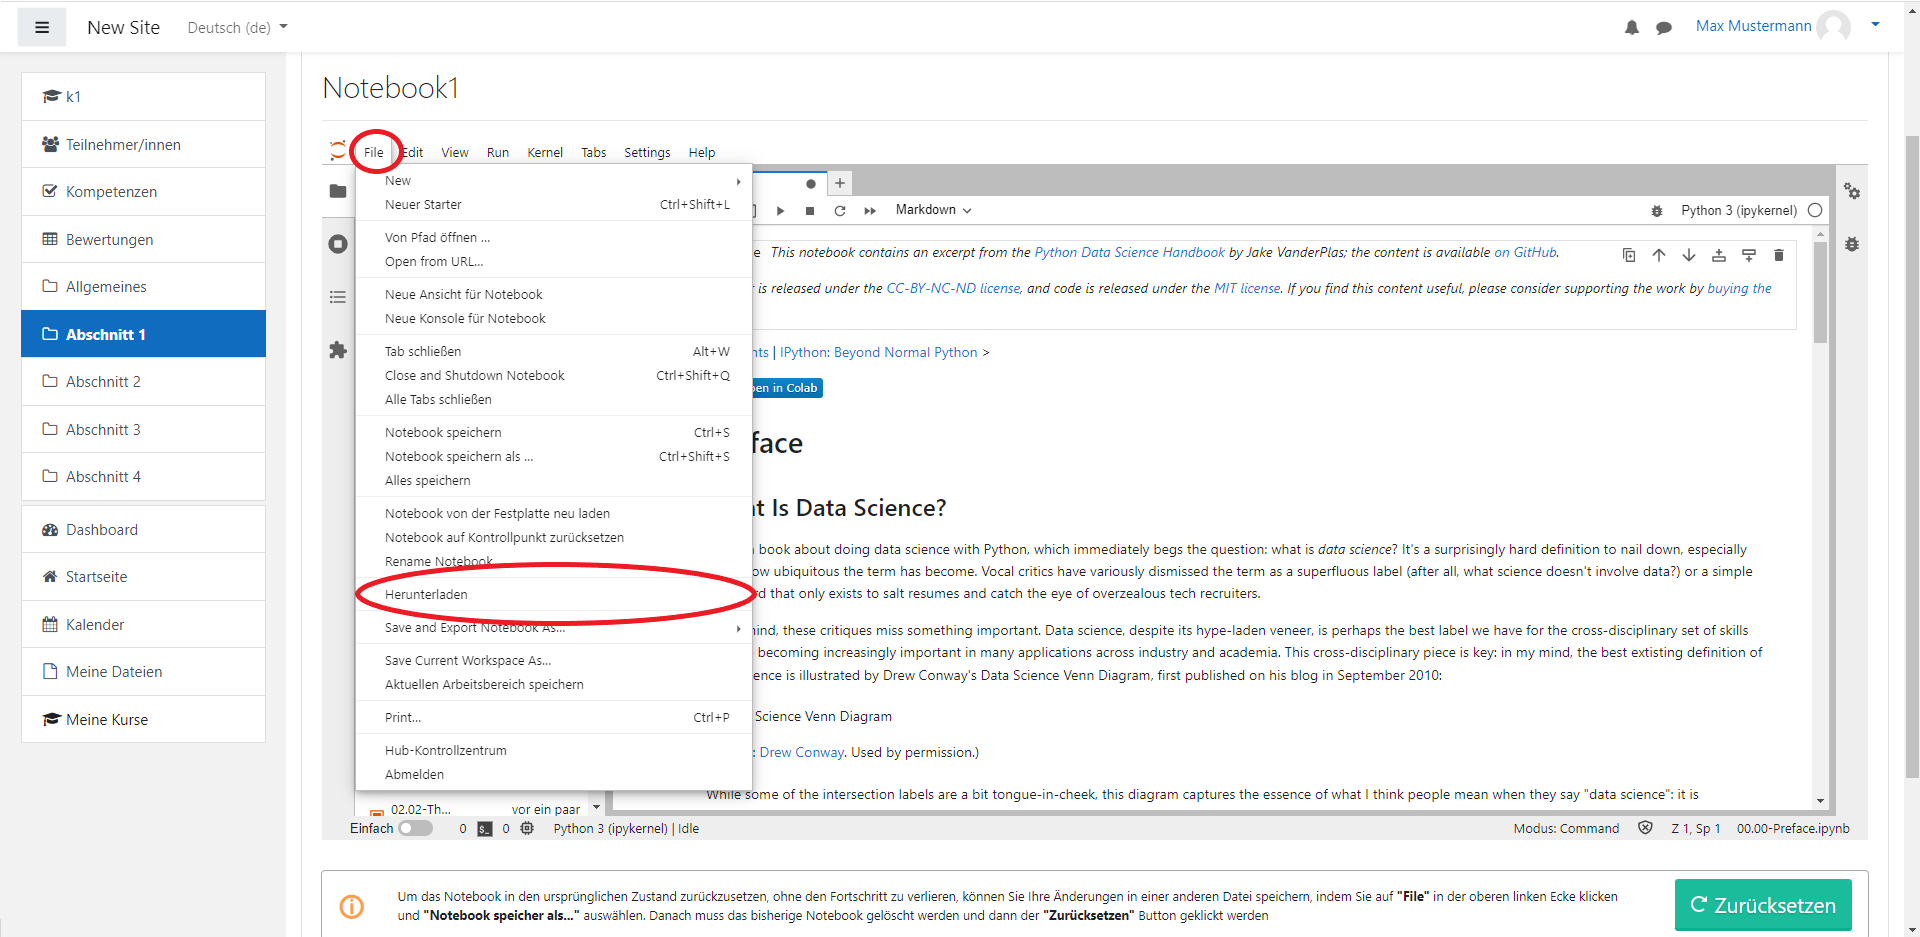 New Site
Deutsch (de)
Max Mustermann
k1
Teilnehmer/innen
Kompetenzen
Bewertungen
Allgemeines
Abschnitt 1
Abschnitt 2
Abschnitt 3
Abschnitt 4
Dashboard
Startseite
Kalender
Meine Dateien
Meine Kurse
Notebook1
File Edit View Run Kernel Tabs Settings Help
New
Neuer Starter Ctrl+Shift+L
Von Pfad öffnen ...
Open from URL...
Neue Ansicht für Notebook
Neue Konsole für Notebook
Tab schließen Alt+W
Close and Shutdown Notebook Ctrl+Shift+Q
Alle Tabs schließen
Notebook speichern Ctrl+S
Notebook speichern als ... Ctrl+Shift+S
Alles speichern
Notebook von der Festplatte neu laden
Notebook auf Kontrollpunkt zurücksetzen
Rename Notebook
Herunterladen
Save and Export Notebook As...
Save Current Workspace As...
Aktuellen Arbeitsbereich speichern
Print... Ctrl+P
Hub-Kontrollzentrum
Abmelden
02.02-Th... vor ein paar
Markdown
Python 3 (ipykernel)
e This notebook contains an excerpt from the Python Data Science Handbook by Jake VanderPlas; the content is available on GitHub.
is released under the CC-BY-NC-ND license, and code is released under the MIT license. If you find this content useful, please consider supporting the work by buying the
nts | IPython: Beyond Normal Python >
pen in Colab
face
t Is Data Science?
book about doing data science with Python, which immediately begs the question: what is data science? It's a surprisingly hard definition to nail down, especially
ow ubiquitous the term has become. Vocal critics have variously dismissed the term as a superfluous label (after all, what science doesn't involve data?) or a simple
rd that only exists to salt resumes and catch the eye of overzealous tech recruiters.
ind, these critiques miss something important. Data science, despite its hype-laden veneer, is perhaps the best label we have for the cross-disciplinary set of skills
becoming increasingly important in many applications across industry and academia. This cross-disciplinary piece is key: in my mind, the best extisting definition of
ence is illustrated by Drew Conway's Data Science Venn Diagram, first published on his blog in September 2010:
Science Venn Diagram
: Drew Conway. Used by permission.)
While some of the intersection labels are a bit tongue-in-cheek, this diagram captures the essence of what I think people mean when they say "data science": it is
Einfach 0 $_ 0 Python 3 (ipykernel) | Idle Modus: Command Z 1, Sp 1 00.00-Preface.ipynb
Um das Notebook in den ursprünglichen Zustand zurückzusetzen, ohne den Fortschritt zu verlieren, können Sie Ihre Änderungen in einer anderen Datei speichern, indem Sie auf "File" in der oberen linken Ecke klicken
und "Notebook speicher als..." auswählen. Danach muss das bisherige Notebook gelöscht werden und dann der "Zurücksetzen" Button geklickt werden
Zurücksetzen